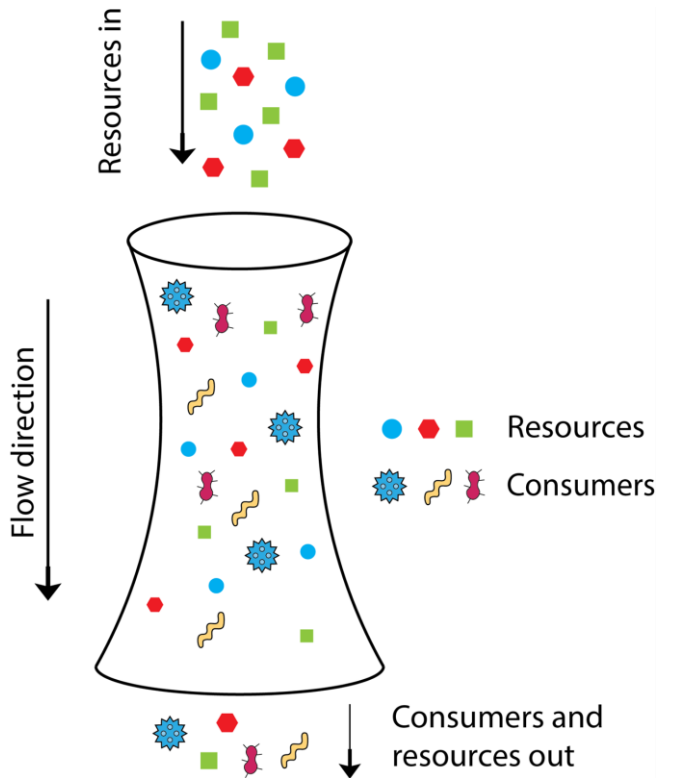 Resources in
Flow direction
Resources
Consumers
Consumers and
resources out